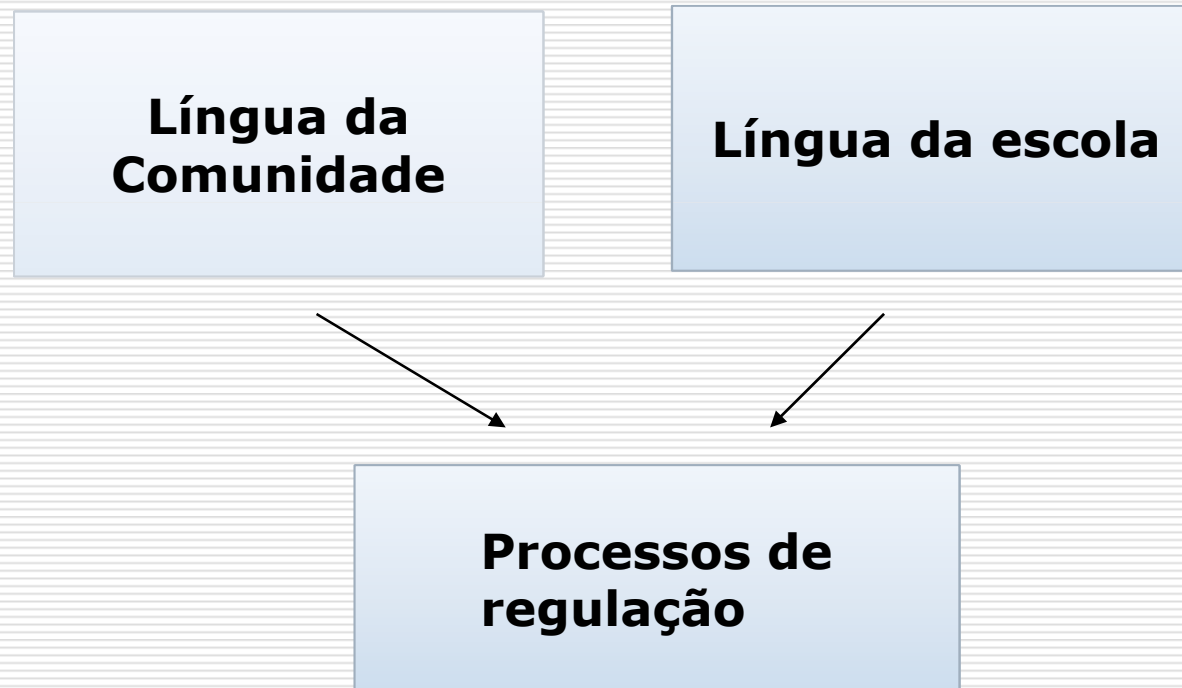 Língua da
Comunidade
Língua da escola
Processos de
regulação